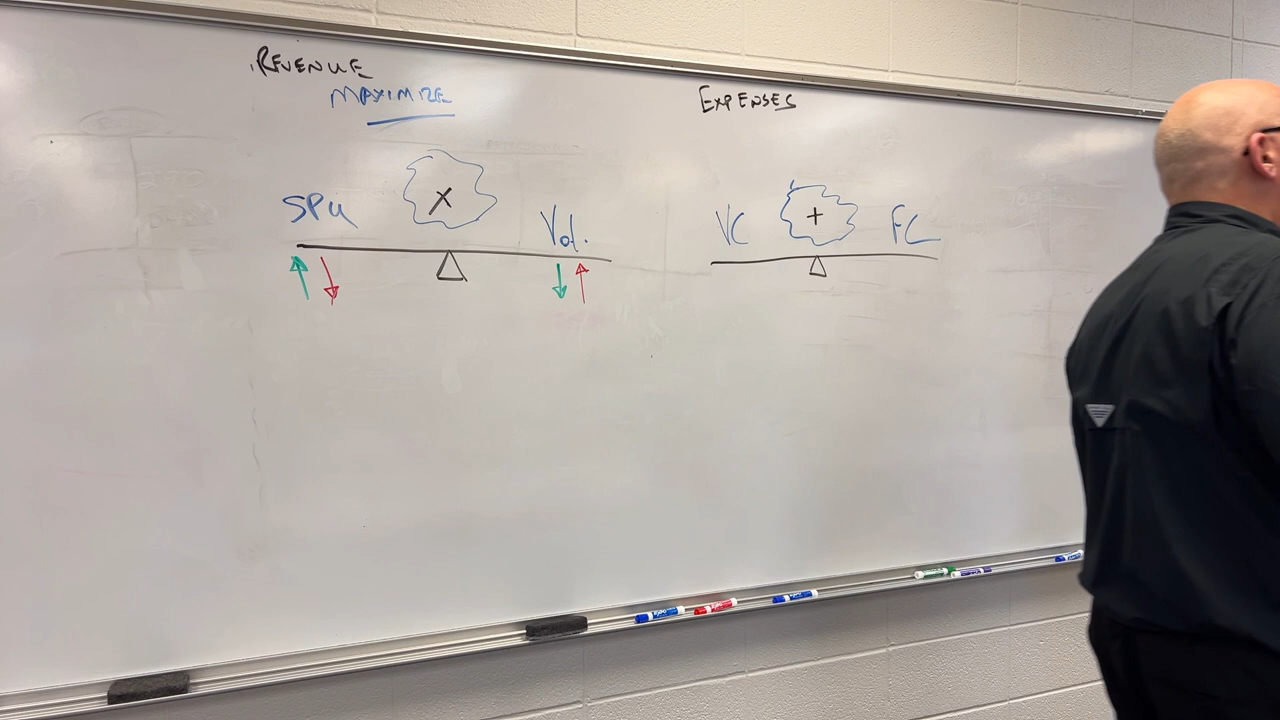 REVENUE
MAXIMIZE
EXPENSES
SPU X Vol.
VC + FC